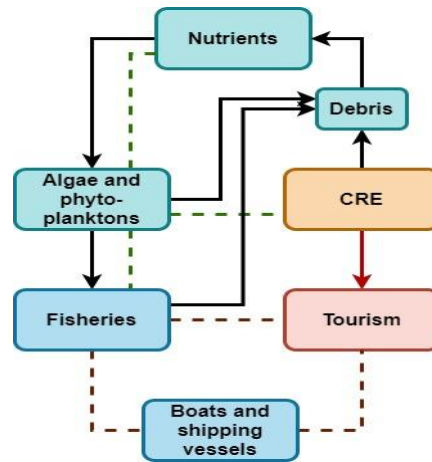 Nutrients
Debris
Algae and
phyto-
planktons
CRE
Fisheries
Tourism
Boats and
shipping
vessels